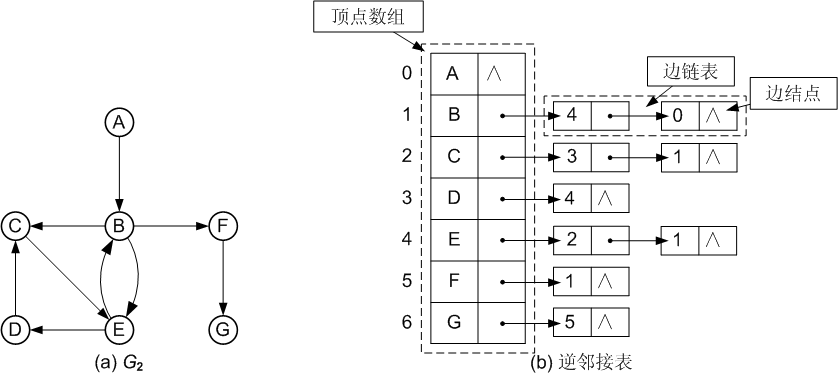 顶点数组
边链表
边结点
0 A ∧
1 B 4 0 ∧
2 C 3 1 ∧
3 D 4 ∧
4 E 2 1 ∧
5 F 1 ∧
6 G 5 ∧
A
C B F
D E G
(a) G2
(b) 逆邻接表